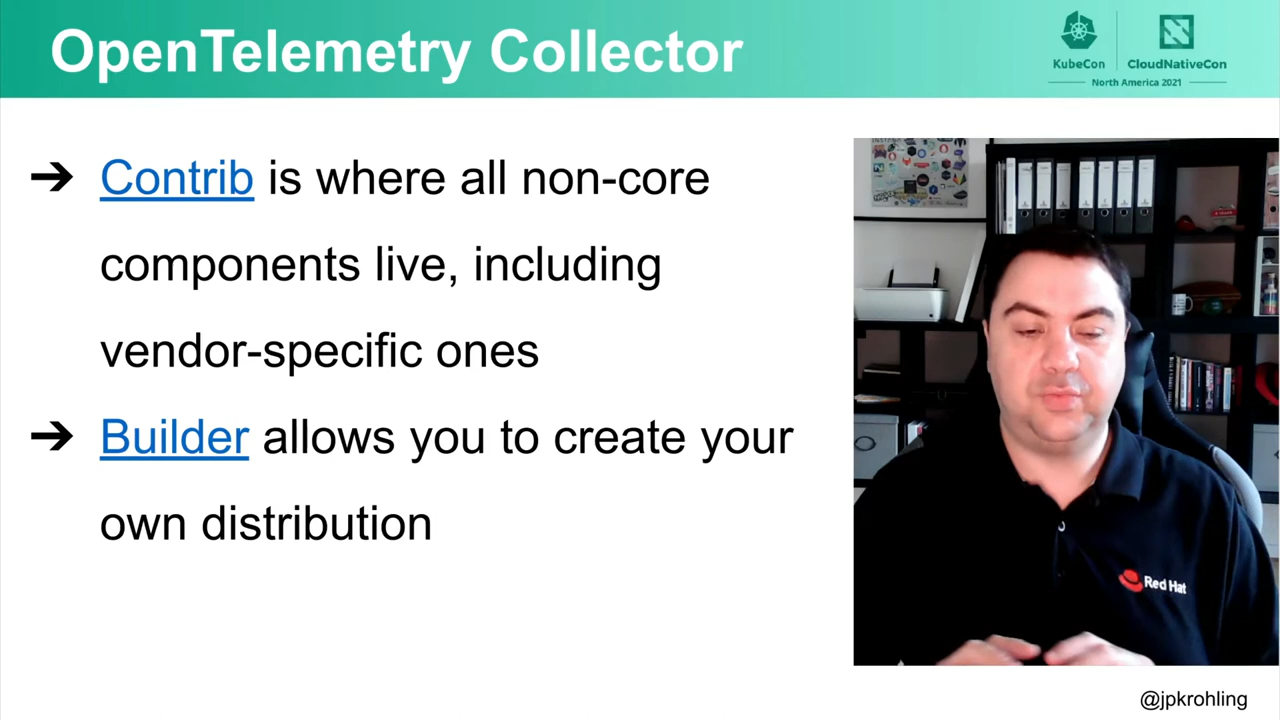 OpenTelemetry Collector
KubeCon
CloudNativeCon
North America 2021
➔ Contrib is where all non-core
components live, including
vendor-specific ones
➔ Builder allows you to create your
own distribution
Red Hat
@jpkrohling